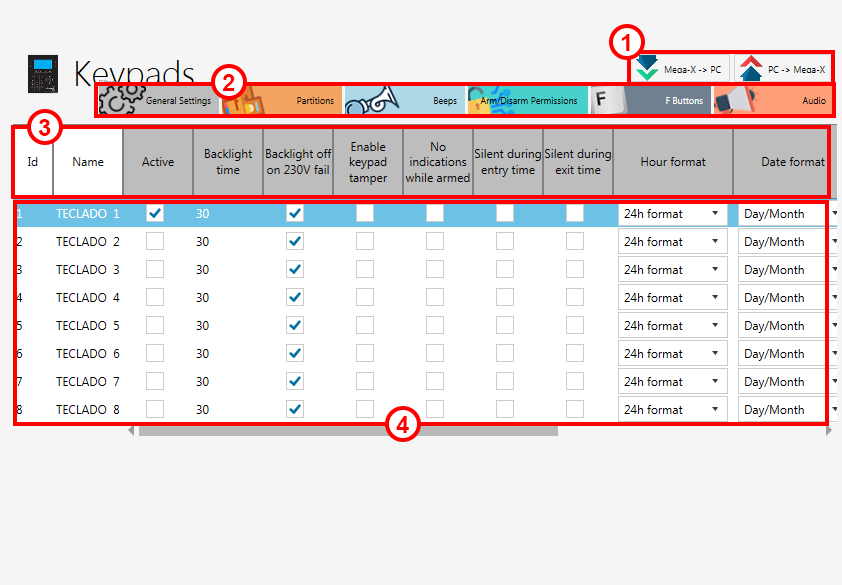 1
Mega-X -> PC PC -> Mega-X
Keypads
2
General Settings Partitions Beeps Arm/Disarm Permissions F F Buttons Audio
3
Id Name Active Backlight time Backlight off on 230V fail Enable keypad tamper No indications while armed Silent during entry time Silent during exit time Hour format Date format
1 TECLADO 1 30 24h format Day/Month
2 TECLADO 2 30 24h format Day/Month
3 TECLADO 3 30 24h format Day/Month
4 TECLADO 4 30 24h format Day/Month
5 TECLADO 5 30 24h format Day/Month
6 TECLADO 6 30 24h format Day/Month
7 TECLADO 7 30 24h format Day/Month
8 TECLADO 8 30 24h format Day/Month
4